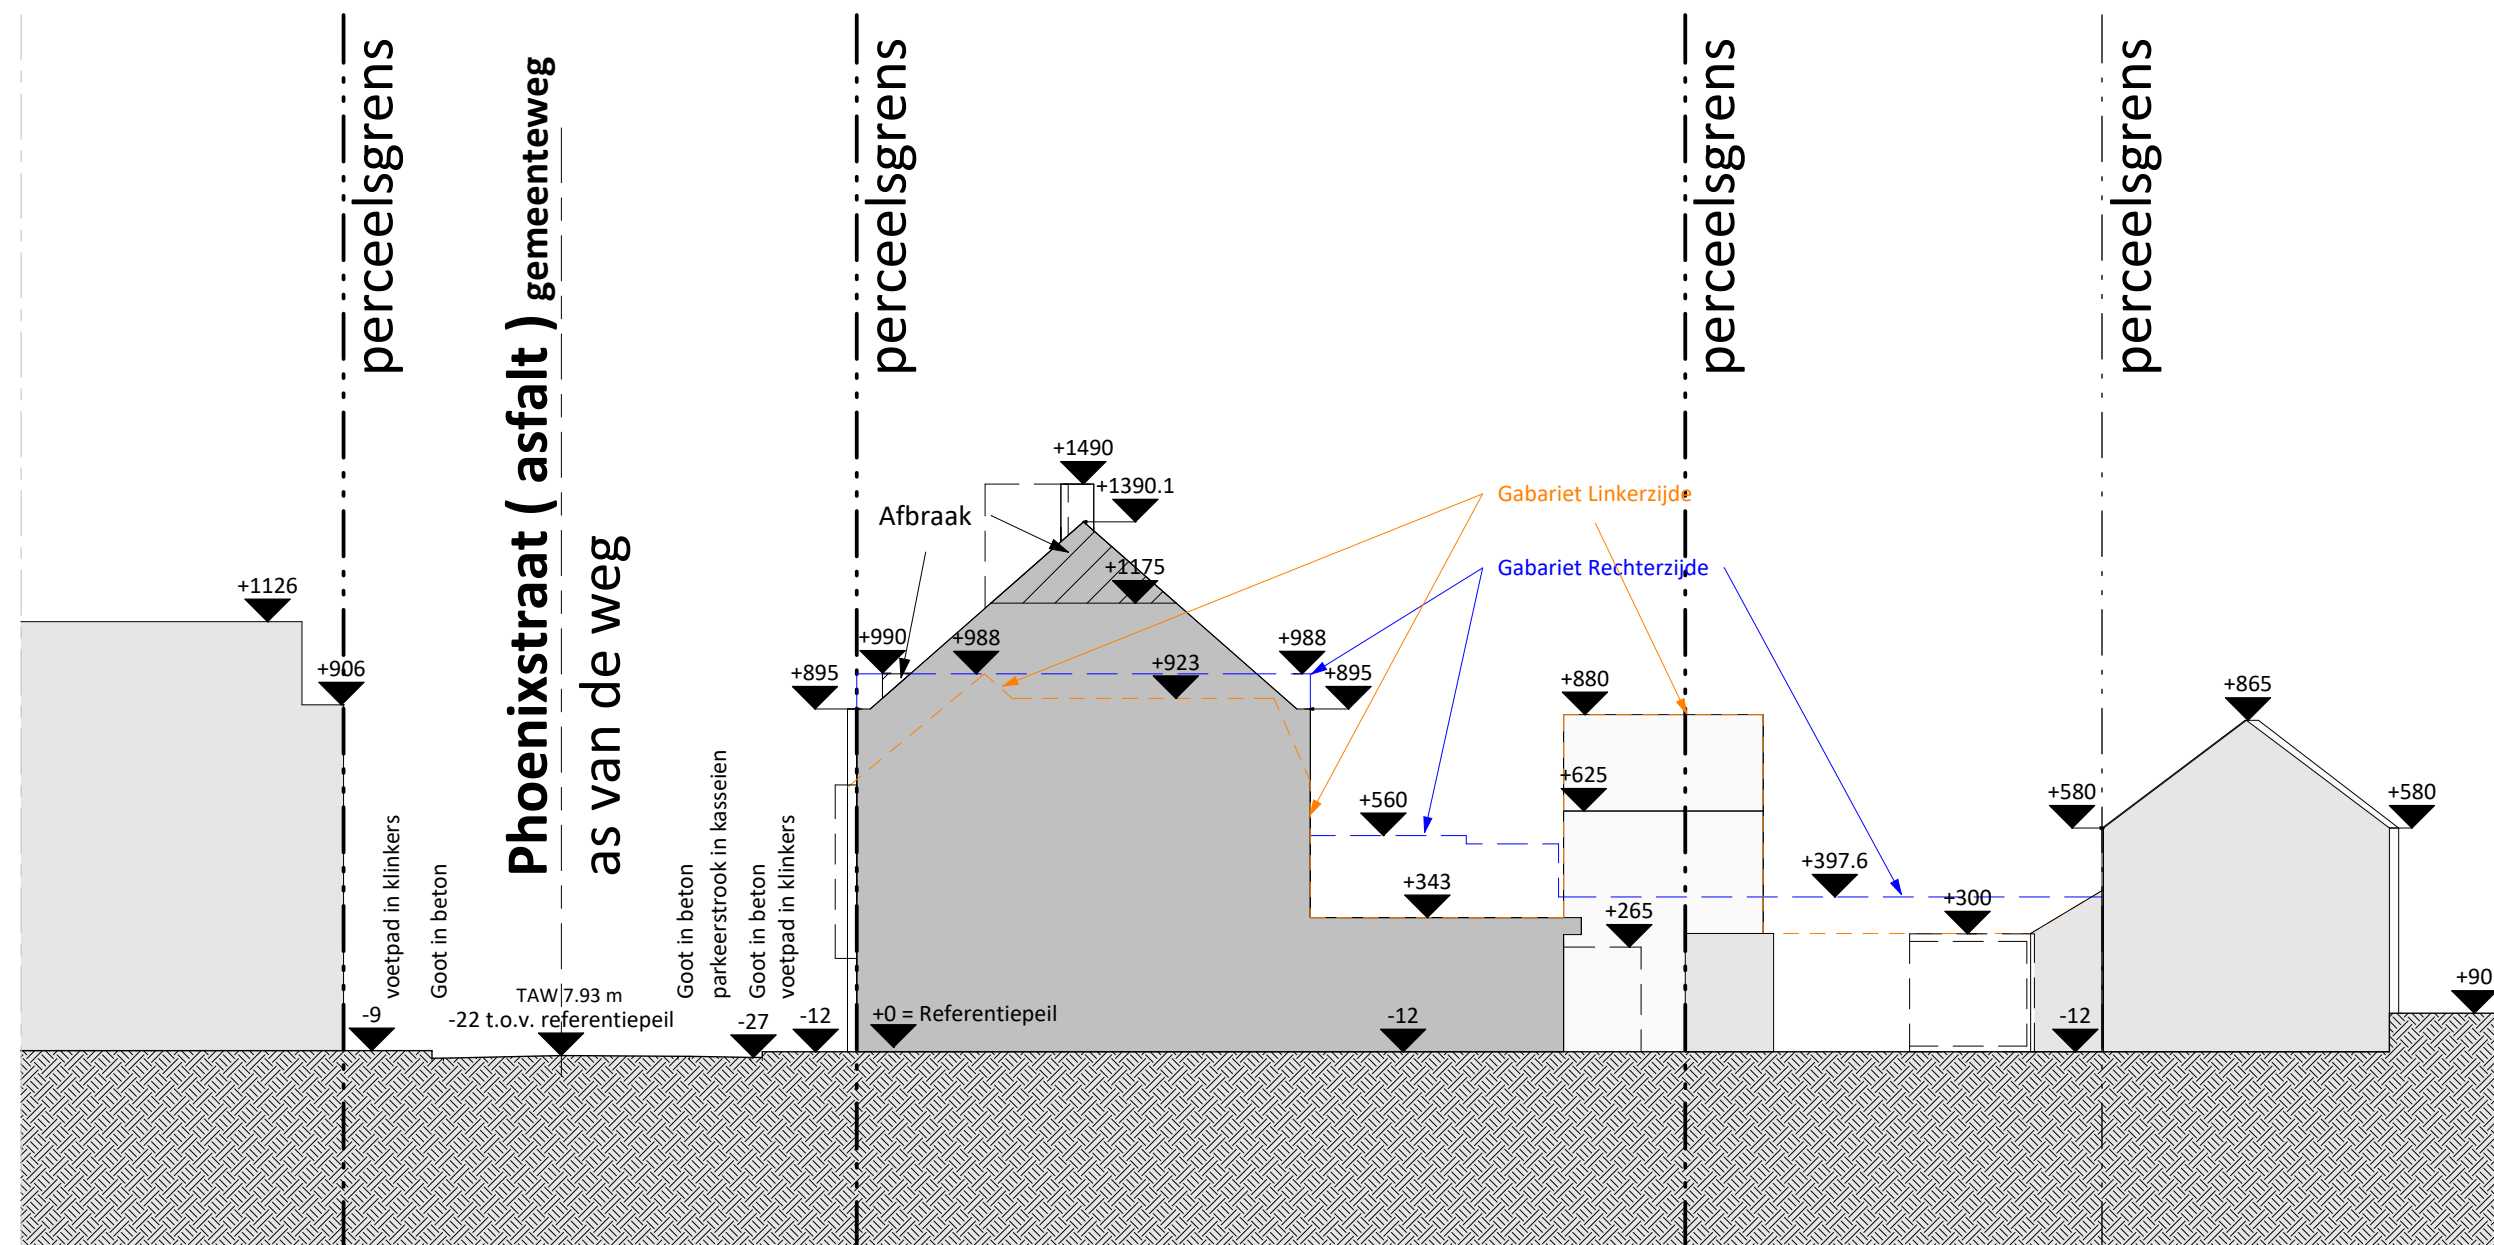 perceelsgrens
perceelsgrens
perceelsgrens
perceelsgrens
Phoenixstraat ( asfalt ) gemeenteweg
as van de weg
+1490
+1390.1
Gabariet Linkerzijde
Afbraak
+1175
Gabariet Rechterzijde
+1126
+990
+988
+988
+906
+895
+923
+895
+880
+865
+625
+560
+580
+580
+397.6
+343
+300
+265
voetpad in klinkers
Goot in beton
Goot in beton
parkeerstrook in kasseien
Goot in beton
voetpad in klinkers
+90
TAW 7.93 m
-22 t.o.v. referentiepeil
-9
-27
-12
+0 = Referentiepeil
-12
-12